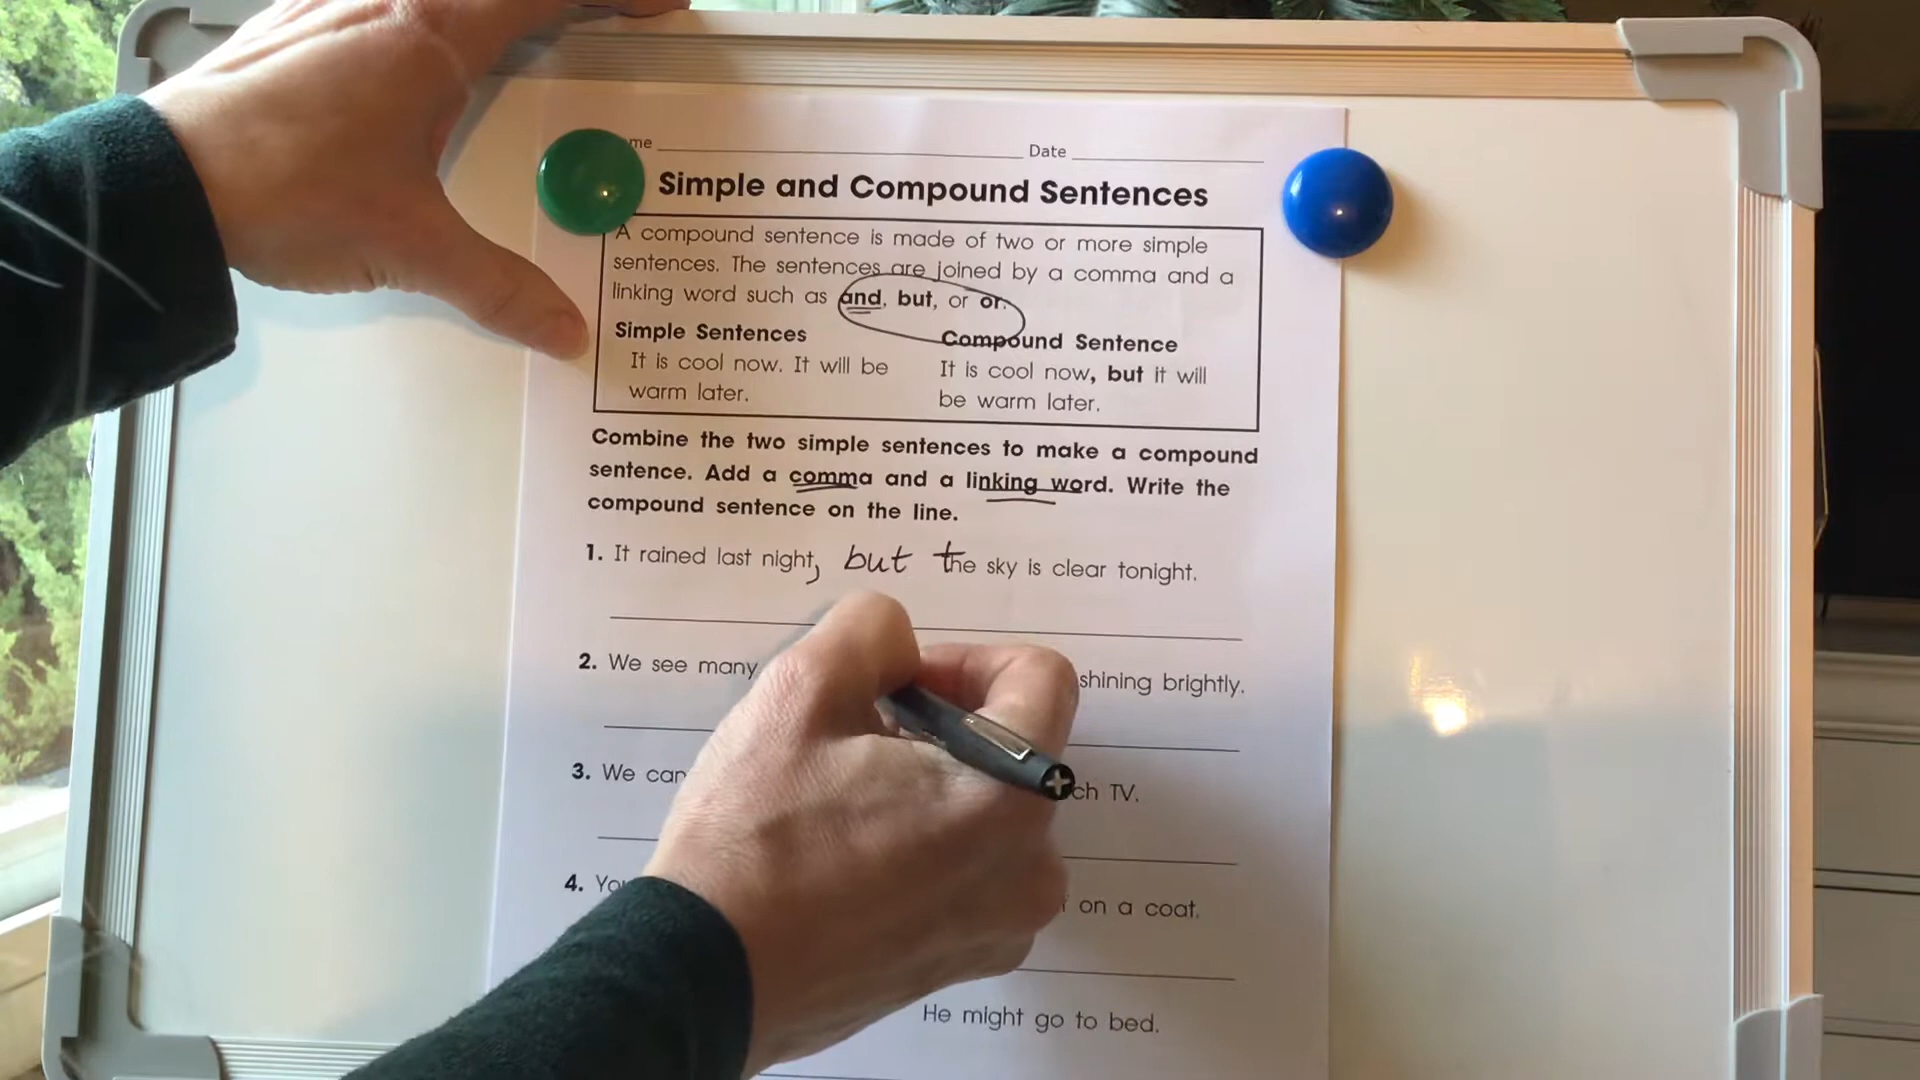 me Date
Simple and Compound Sentences
A compound sentence is made of two or more simple
sentences. The sentences are joined by a comma and a
linking word such as and, but, or or.
Simple Sentences
It is cool now. It will be
warm later.
Compound Sentence
It is cool now, but it will
be warm later.
Combine the two simple sentences to make a compound
sentence. Add a comma and a linking word. Write the
compound sentence on the line.
1. It rained last night, but the sky is clear tonight.
2. We see many shining brightly.
3. We can ch TV.
4. on a coat.
He might go to bed.